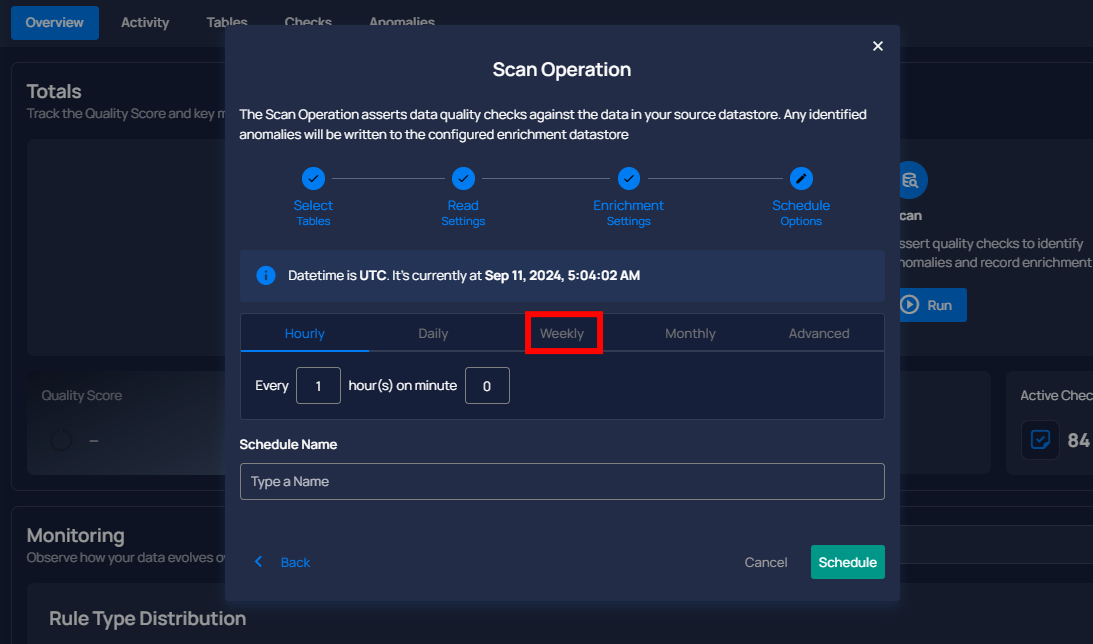 Overview Activity Tables Checks Anomalies
Totals
Track the Quality Score and key m
Quality Score
–
Monitoring
Observe how your data evolves ov
Rule Type Distribution
Scan Operation
The Scan Operation asserts data quality checks against the data in your source datastore. Any identified
anomalies will be written to the configured enrichment datastore
Select
Tables
Read
Settings
Enrichment
Settings
Schedule
Options
Datetime is UTC. It's currently at Sep 11, 2024, 5:04:02 AM
Hourly Daily Weekly Monthly Advanced
Every 1 hour(s) on minute 0
Schedule Name
Type a Name
Back Cancel Schedule
can
ssert quality checks to identify
nomalies and record enrichment
Run
Active Chec
84